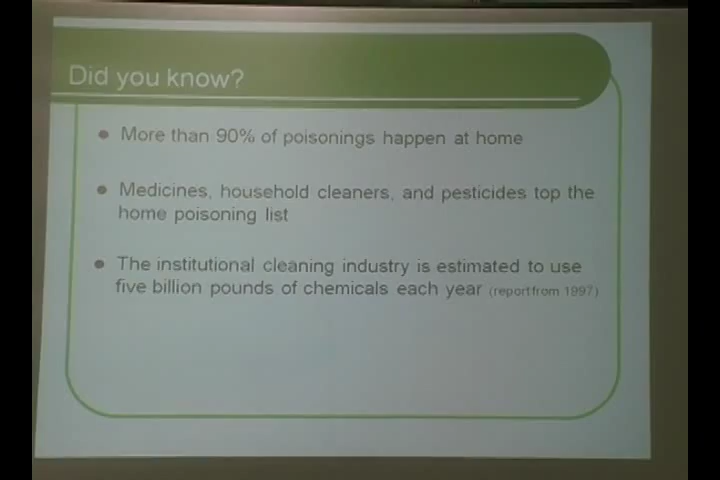 Did you know?
More than 90% of poisonings happen at home
Medicines, household cleaners, and pesticides top the
home poisoning list
The institutional cleaning industry is estimated to use
five billion pounds of chemicals each year (report from 1997)